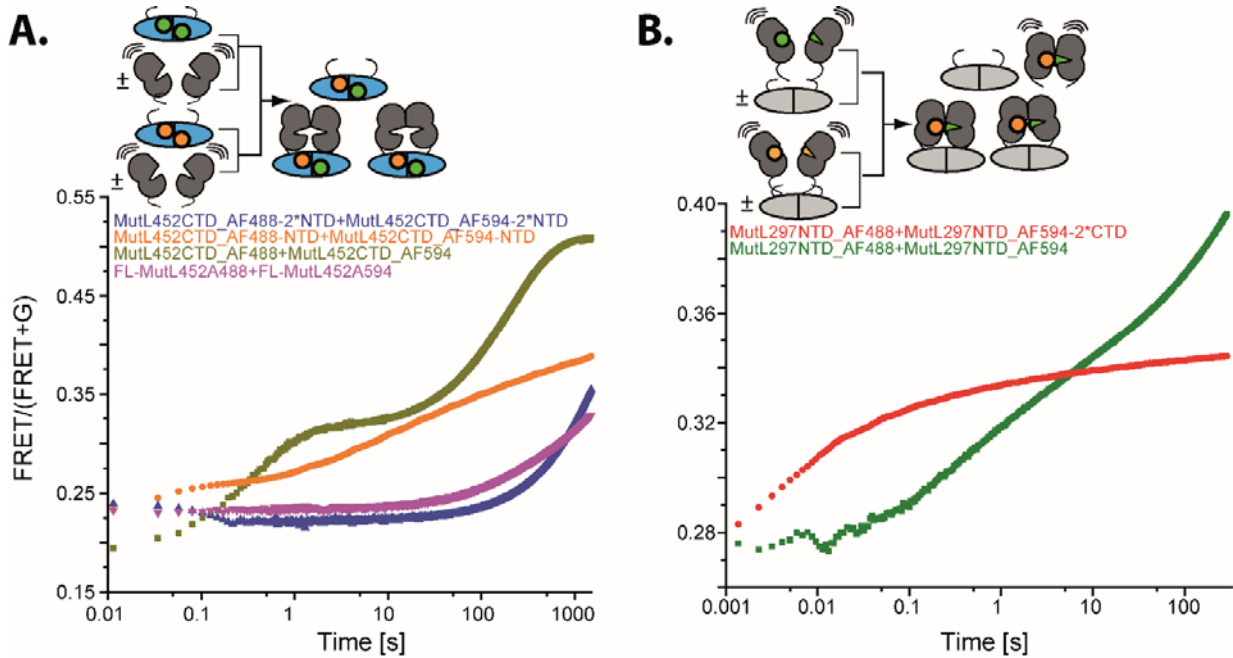 A.
±
±
0.55
MutL452CTD_AF488-2*NTD+MutL452CTD_AF594-2*NTD
MutL452CTD_AF488-NTD+MutL452CTD_AF594-NTD
MutL452CTD_AF488+MutL452CTD_AF594
FL-MutL452A488+FL-MutL452A594
0.45
0.35
0.25
0.15
FRET/(FRET+G)
0.01 0.1 1 10 100 1000
Time [s]
B.
±
±
0.40
MutL297NTD_AF488+MutL297NTD_AF594-2*CTD
MutL297NTD_AF488+MutL297NTD_AF594
0.36
0.32
0.28
0.001 0.01 0.1 1 10 100
Time [s]